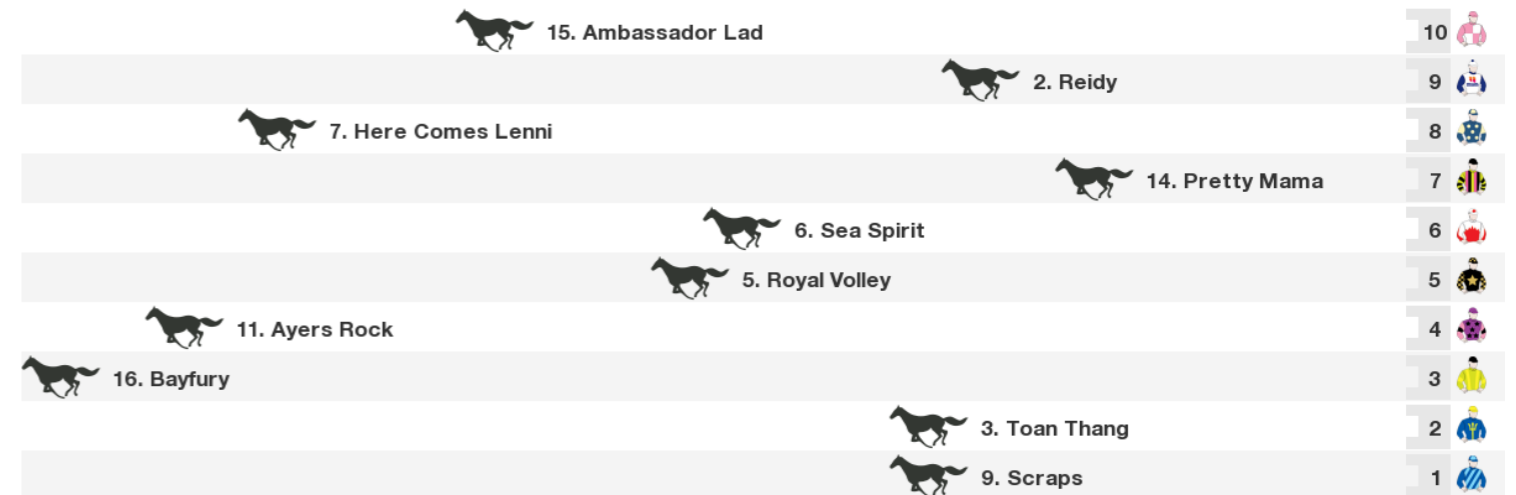 15. Ambassador Lad 10
2. Reidy 9
7. Here Comes Lenni 8
14. Pretty Mama 7
6. Sea Spirit 6
5. Royal Volley 5
11. Ayers Rock 4
16. Bayfury 3
3. Toan Thang 2
9. Scraps 1